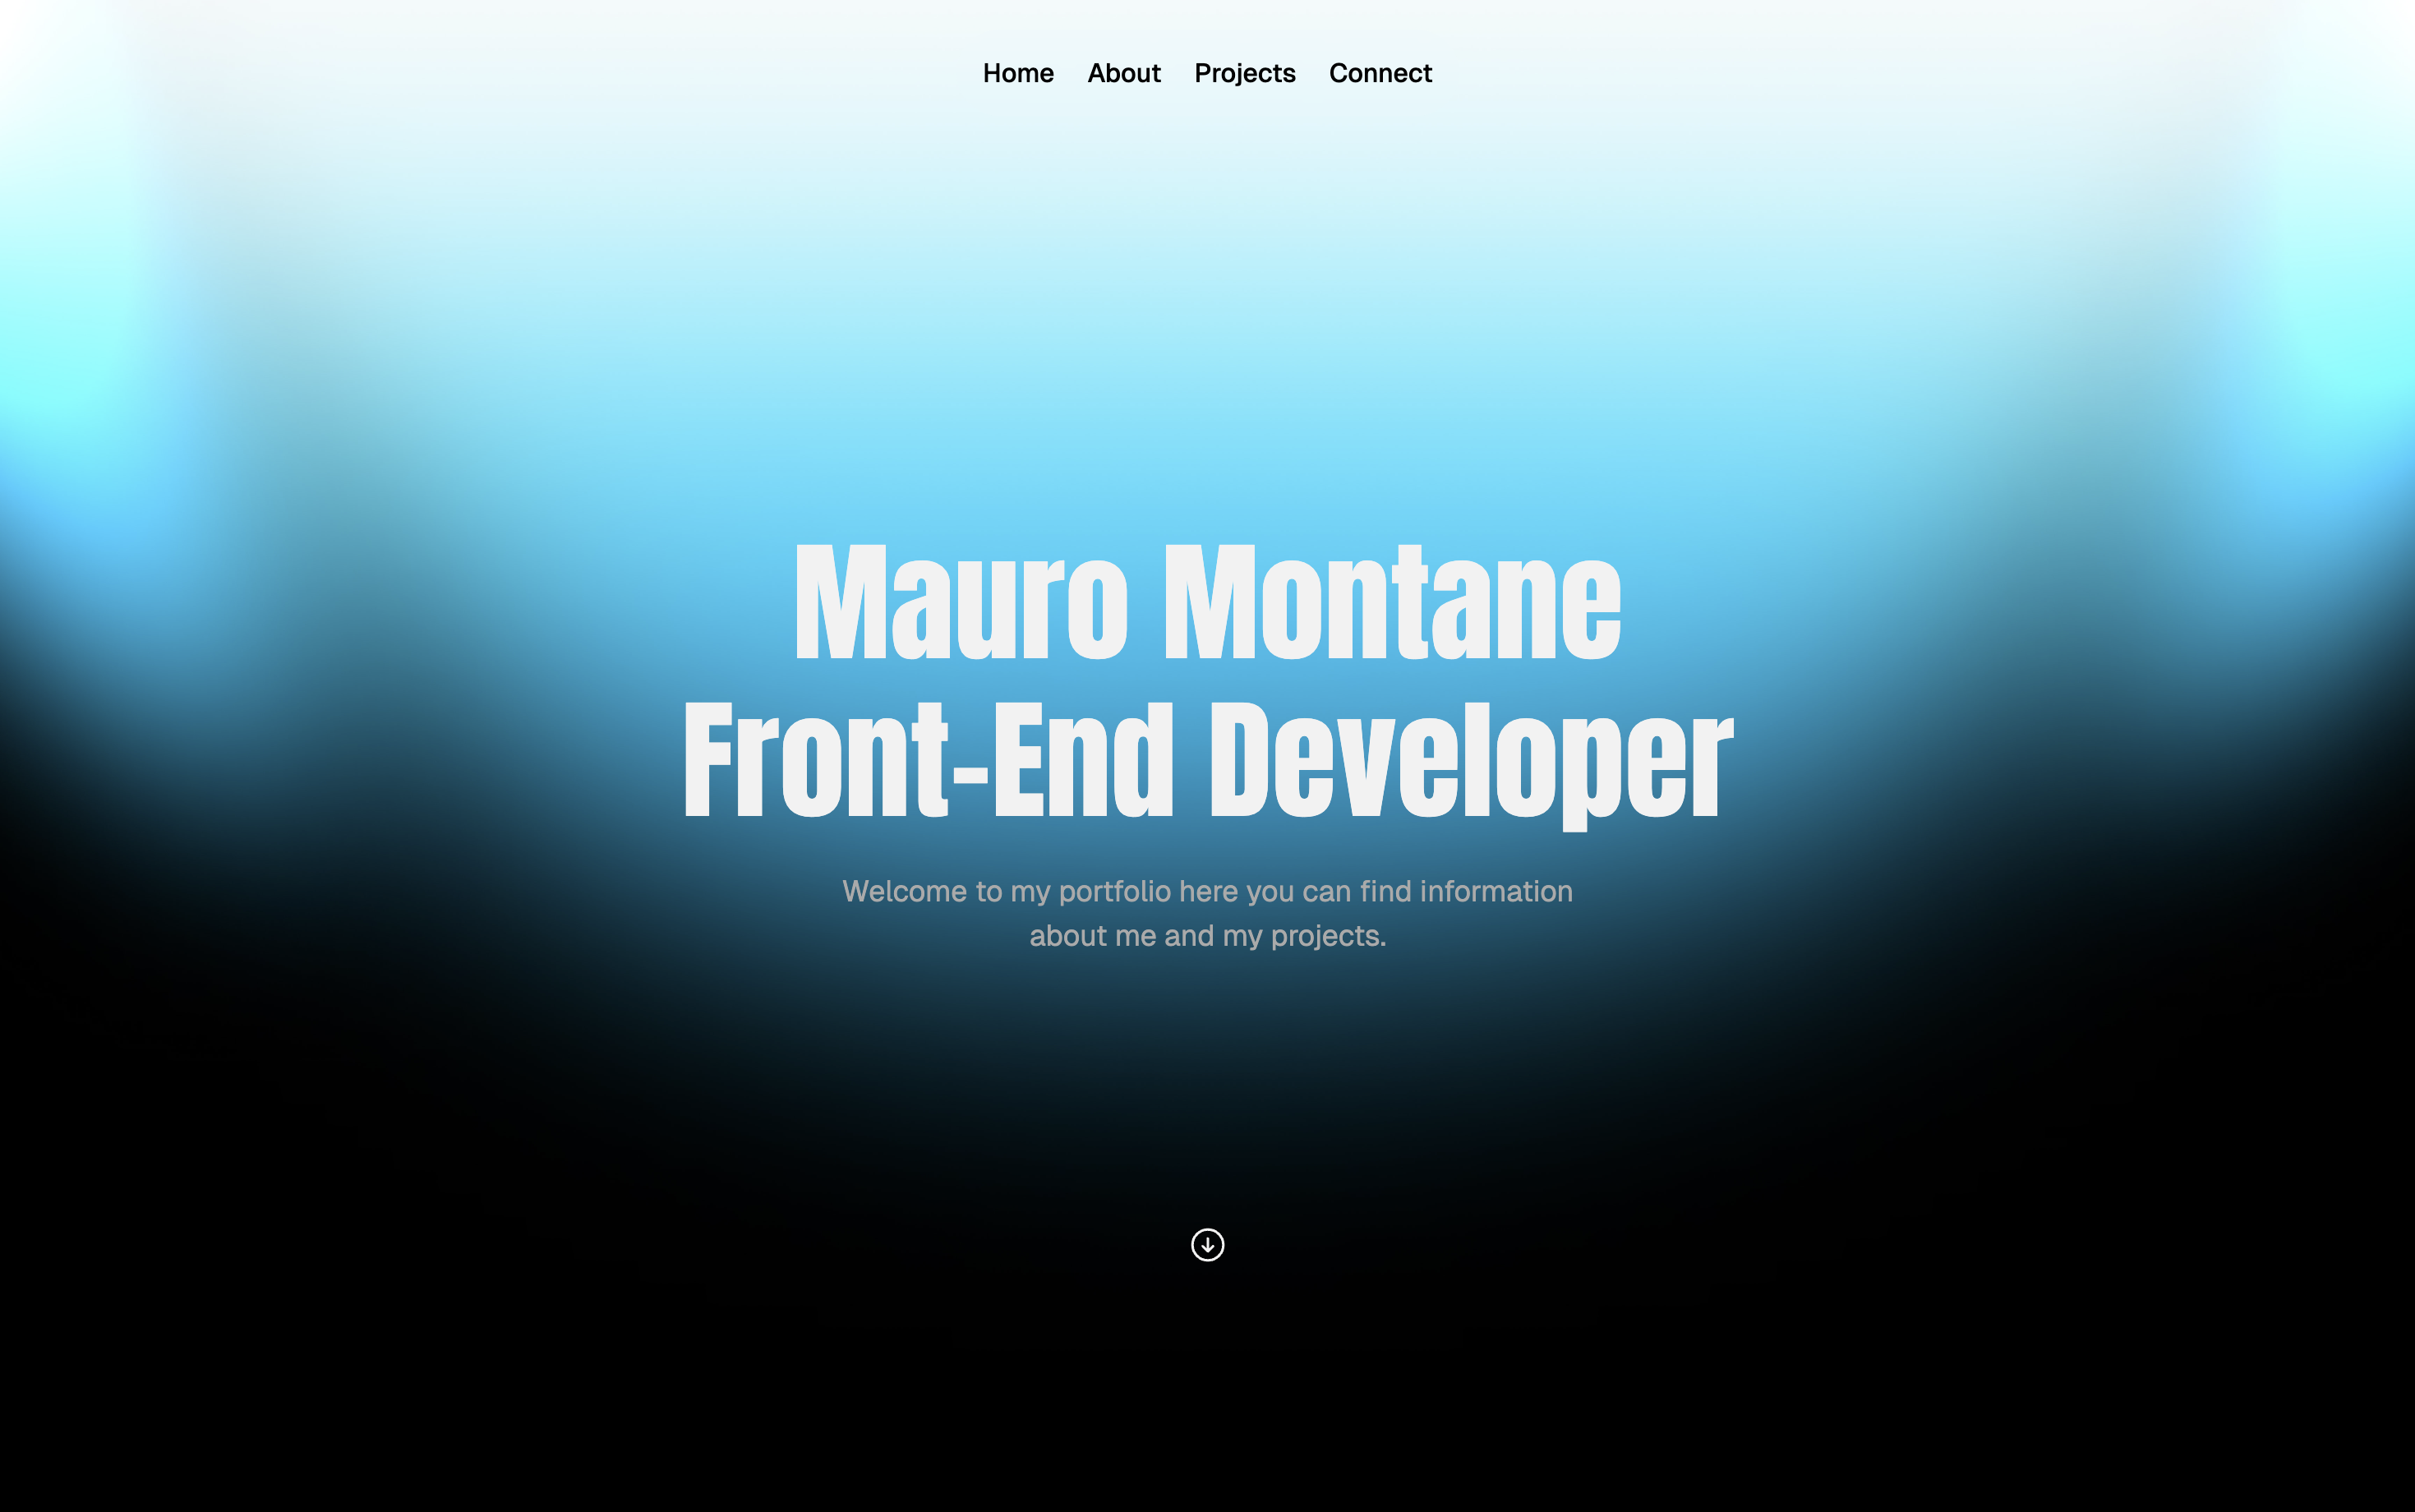 Home About Projects Connect
Mauro Montane
Front-End Developer
Welcome to my portfolio here you can find information
about me and my projects.